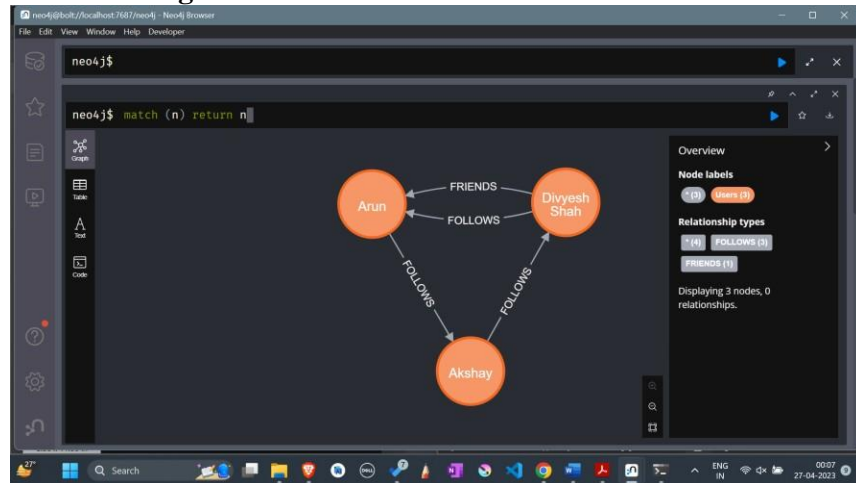 neo4j@bolt://localhost:7687/neo4j - Neo4j Browser
File Edit View Window Help Developer
neo4j$
neo4j$ match (n) return n
Graph
Table
Text
Code
Arun
FRIENDS
FOLLOWS
Divyesh
Shah
FOLLOWS
FOLLOWS
Akshay
Overview
Node labels
* (3) Users (3)
Relationship types
* (4) FOLLOWS (3)
FRIENDS (1)
Displaying 3 nodes, 0
relationships.
27°
Search
DELL
ENG
IN
00:07
27-04-2023